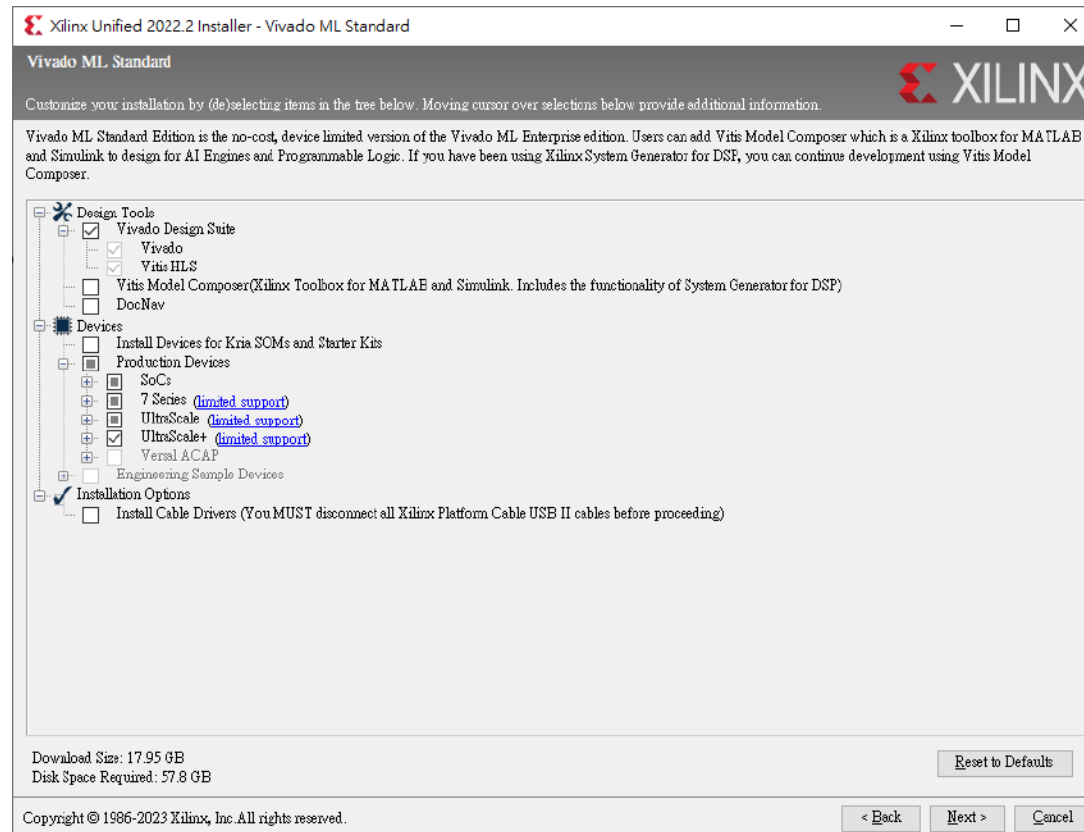 Xilinx Unified 2022.2 Installer - Vivado ML Standard
Vivado ML Standard
XILINX
Customize your installation by (de)selecting items in the tree below. Moving cursor over selections below provide additional information.
Vivado ML Standard Edition is the no-cost, device limited version of the Vivado ML Enterprise edition. Users can add Vitis Model Composer which is a Xilinx toolbox for MATLAB
and Simulink to design for AI Engines and Programmable Logic. If you have been using Xilinx System Generator for DSP, you can continue development using Vitis Model
Composer.
Design Tools
Vivado Design Suite
Vivado
Vitis HLS
Vitis Model Composer(Xilinx Toolbox for MATLAB and Simulink. Includes the functionality of System Generator for DSP)
DocNav
Devices
Install Devices for Kria SOMs and Starter Kits
Production Devices
SoCs
7 Series (limited support)
UltraScale (limited support)
UltraScale+ (limited support)
Versal ACAP
Engineering Sample Devices
Installation Options
Install Cable Drivers (You MUST disconnect all Xilinx Platform Cable USB II cables before proceeding)
Download Size: 17.95 GB
Disk Space Required: 57.8 GB
Reset to Defaults
Copyright © 1986-2023 Xilinx, Inc.All rights reserved.
< Back Next > Cancel